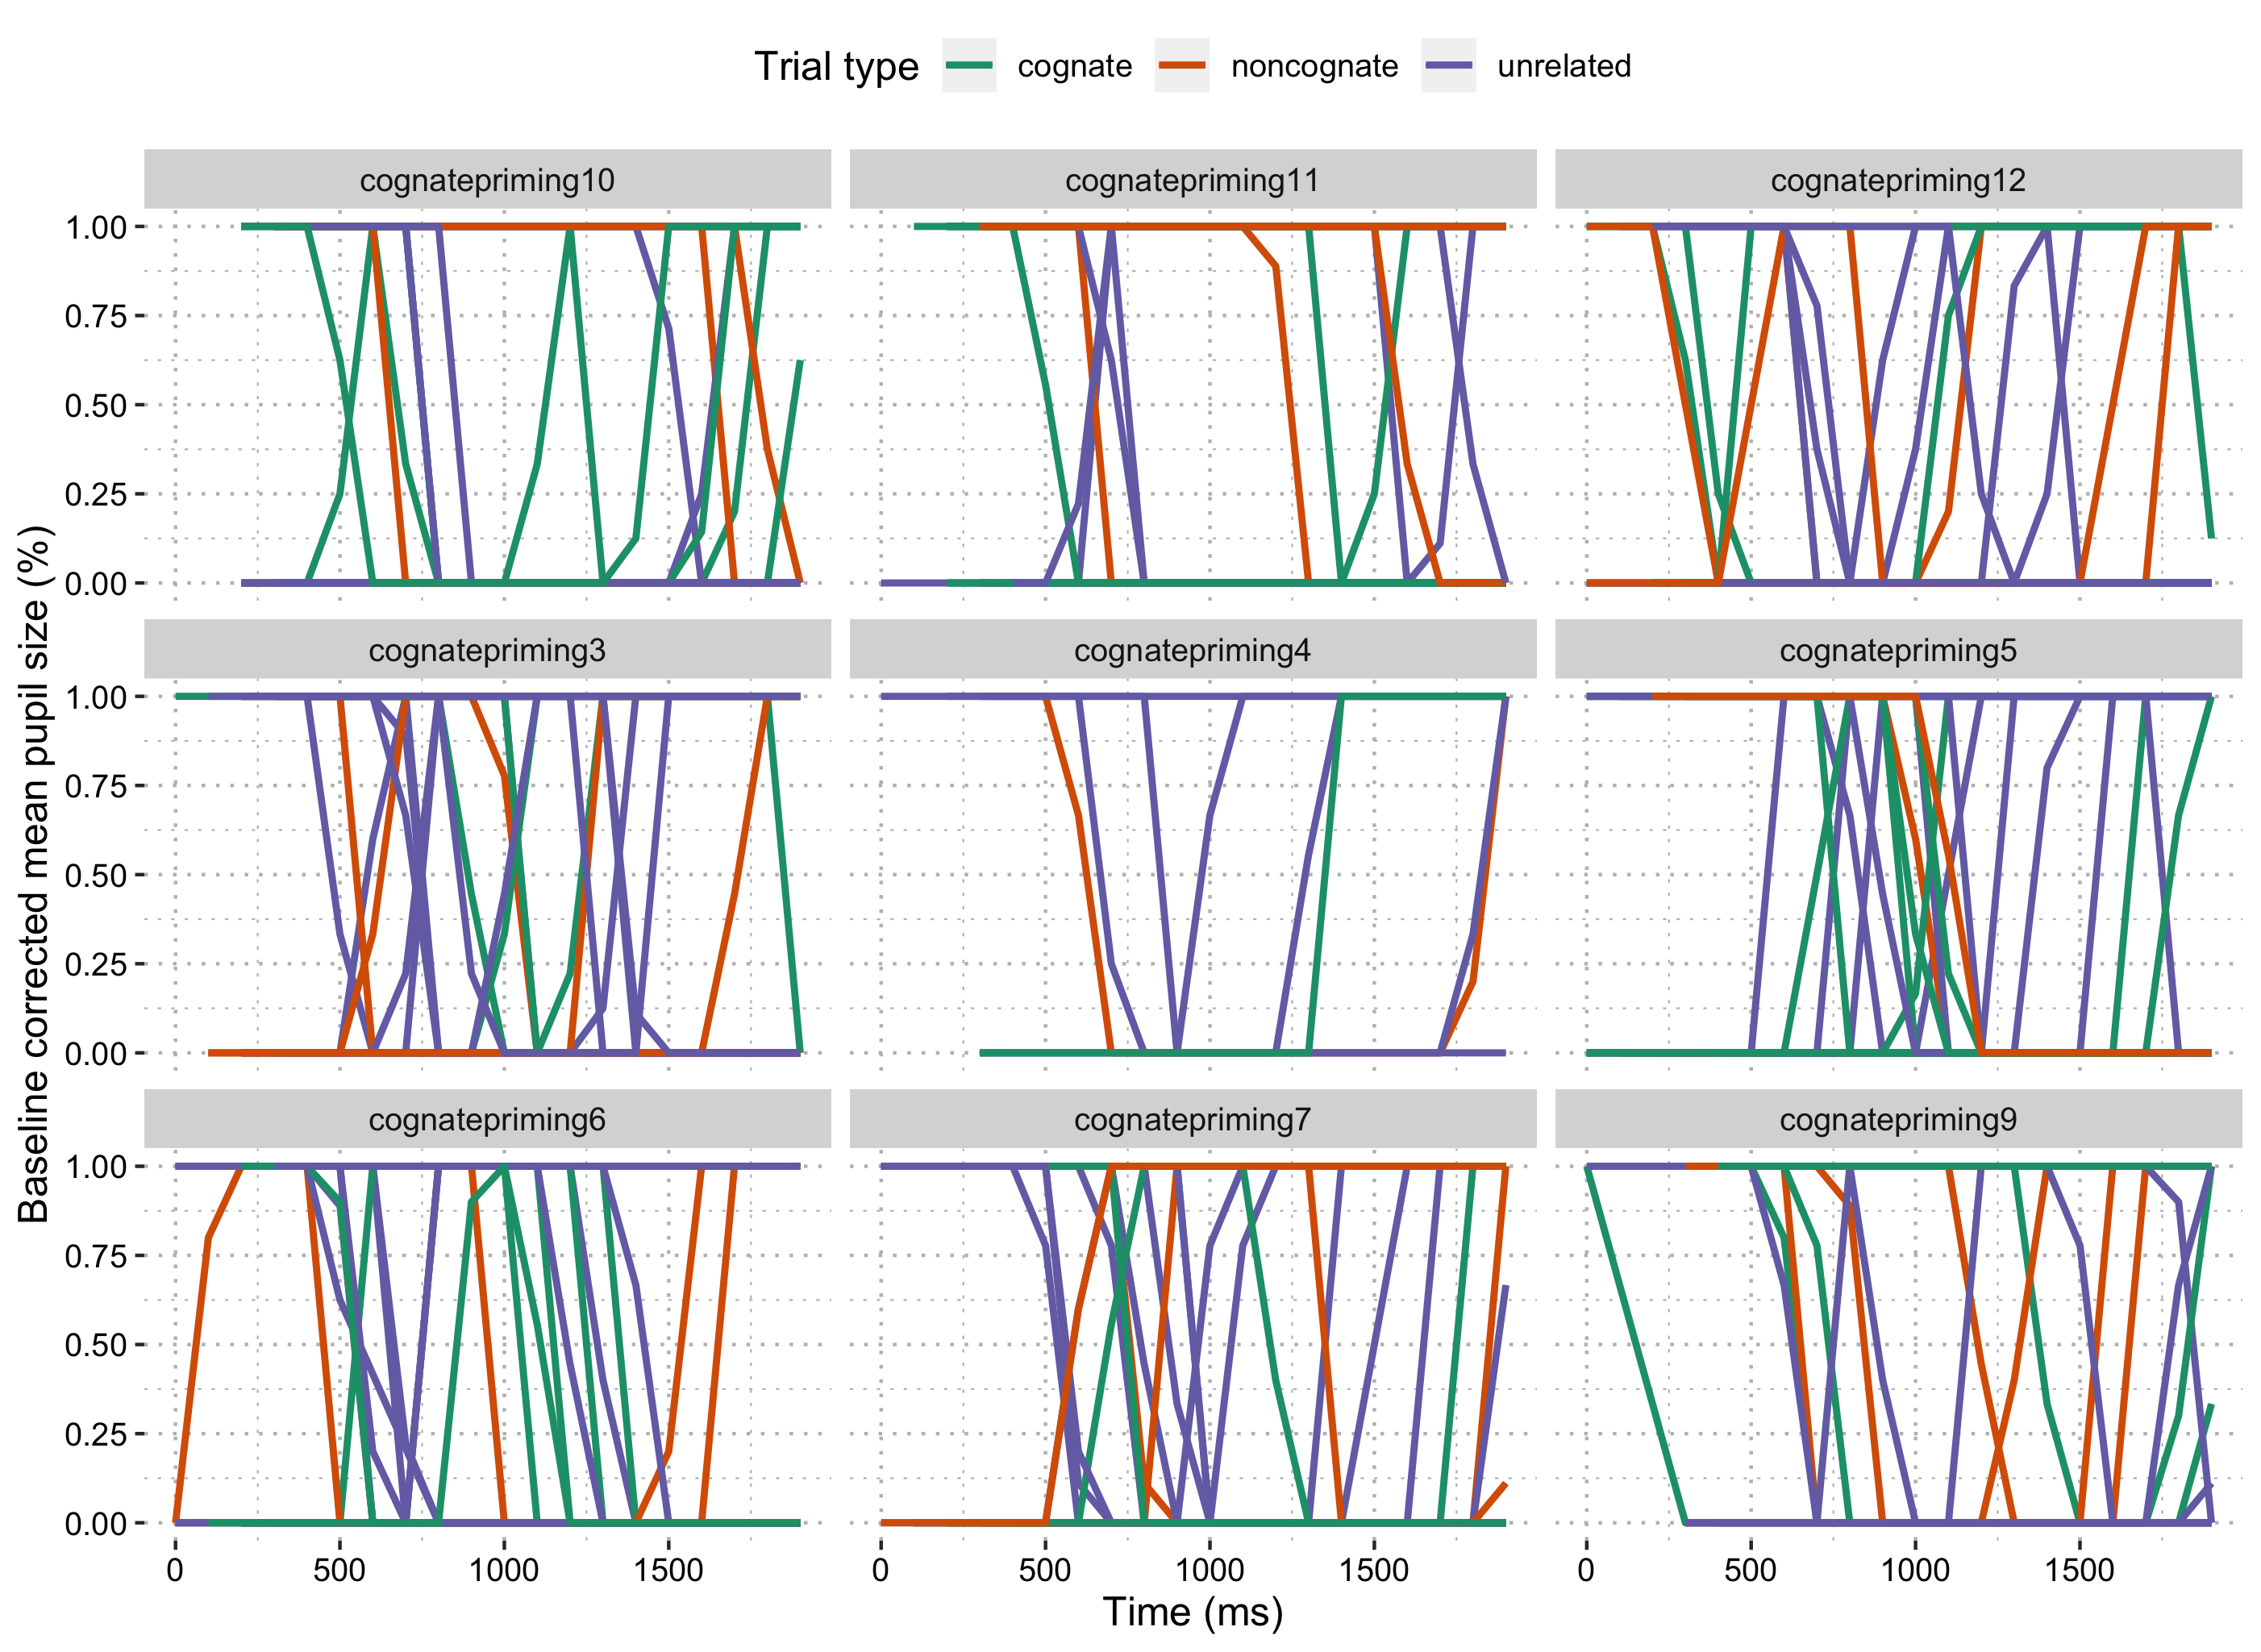 Trial type cognate noncognate unrelated
cognatepriming10 cognatepriming11 cognatepriming12
1.00
0.75
0.50
0.25
0.00
cognatepriming3 cognatepriming4 cognatepriming5
1.00
0.75
0.50
0.25
0.00
cognatepriming6 cognatepriming7 cognatepriming9
1.00
0.75
0.50
0.25
0.00
0 500 1000 1500 0 500 1000 1500 0 500 1000 1500
Time (ms)
Baseline corrected mean pupil size (%)